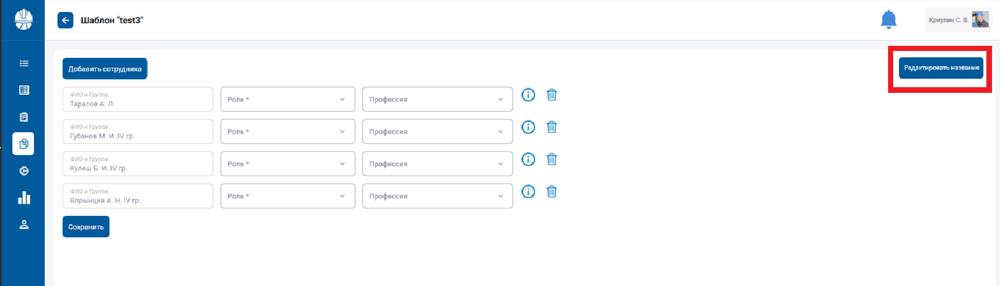 Шаблон "test3"
Криулин С. В.
Добавить сотрудника
Редактировать название
ФИО и Группа
Тарасов А. Л.
Роль *
Профессия
ФИО и Группа
Губанов М. И. IV гр.
Роль *
Профессия
ФИО и Группа
Кулеш Б. И. IV гр.
Роль *
Профессия
ФИО и Группа
Япрынцев А. Н. IV гр.
Роль *
Профессия
Сохранить